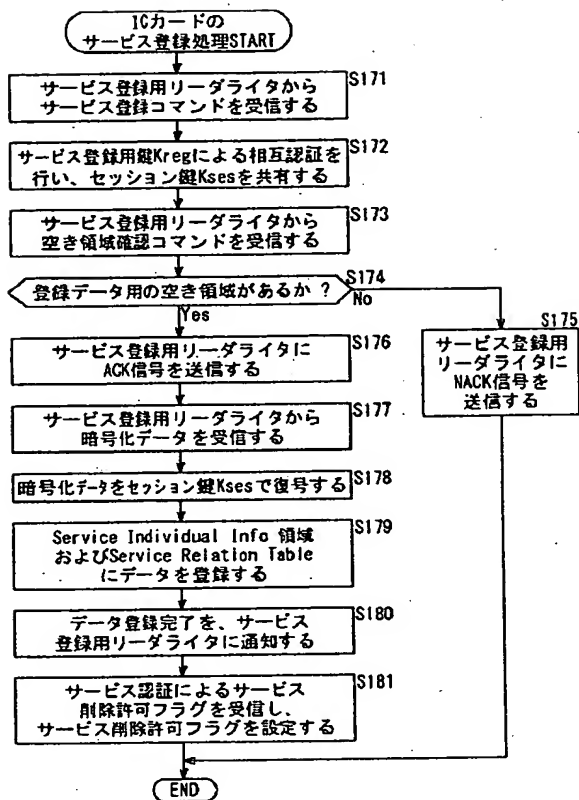 ICカードの
サービス登録処理START
サービス登録用リーダライタから
サービス登録コマンドを受信する
S171
サービス登録用鍵Kregによる相互認証を
行い、セッション鍵Ksesを共有する
S172
サービス登録用リーダライタから
空き領域確認コマンドを受信する
S173
登録データ用の空き領域があるか ?
S174
No
Yes
S175
サービス登録用
リーダライタに
NACK信号を
送信する
サービス登録用リーダライタに
ACK信号を送信する
S176
サービス登録用リーダライタから
暗号化データを受信する
S177
暗号化データをセッション鍵Ksesで復号する
S178
Service Individual Info 領域
およびService Relation Table
にデータを登録する
S179
データ登録完了を、サービス
登録用リーダライタに通知する
S180
サービス認証によるサービス
削除許可フラグを受信し、
サービス削除許可フラグを設定する
S181
END